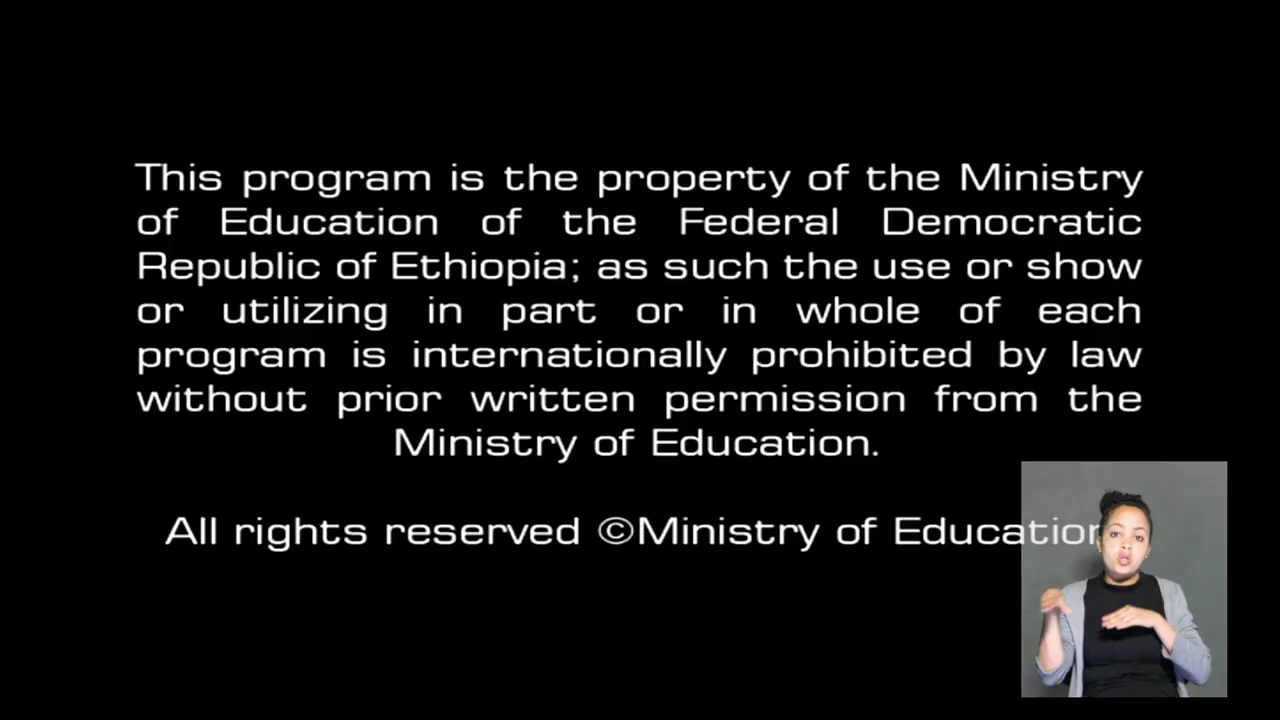 This program is the property of the Ministry
of Education of the Federal Democratic
Republic of Ethiopia; as such the use or show
or utilizing in part or in whole of each
program is internationally prohibited by law
without prior written permission from the
Ministry of Education.
All rights reserved ©Ministry of Education